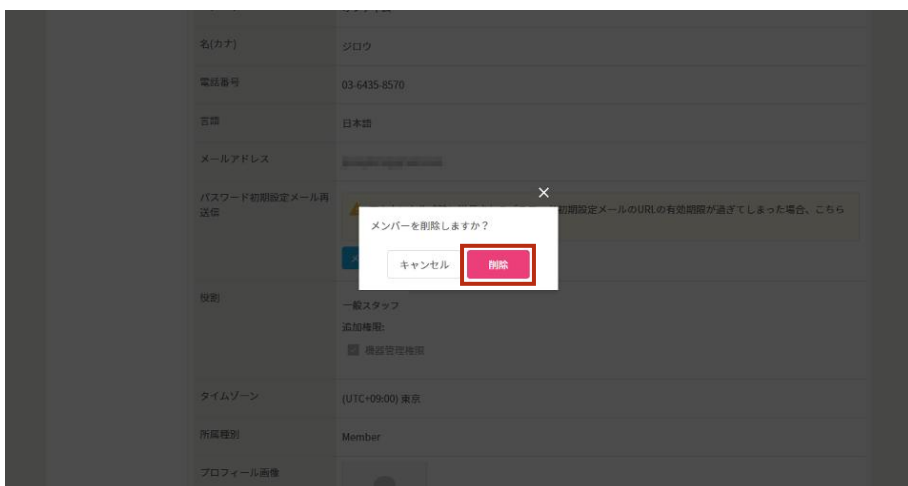 名(カナ)
ジロウ
電話番号
03-6435-8570
言語
日本語
メールアドレス
パスワード初期設定メール再
送信
初期設定メールのURLの有効期限が過ぎてしまった場合、こちら
メンバーを削除しますか?
キャンセル
削除
役割
一般スタッフ
追加権限:
機器管理権限
タイムゾーン
(UTC+09:00) 東京
所属種別
Member
プロフィール画像